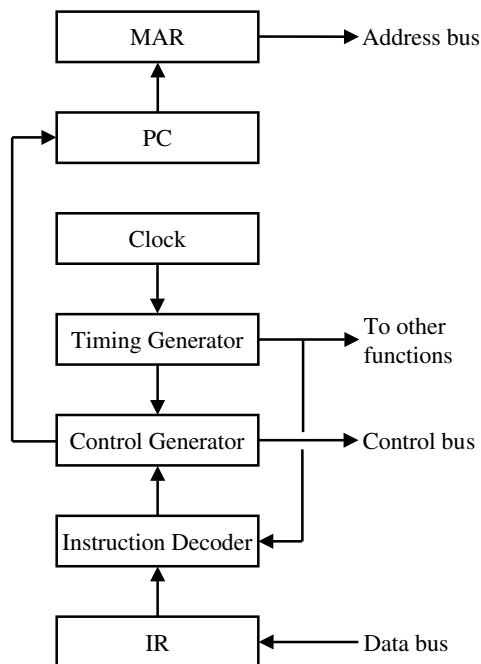 MAR
Address bus
PC
Clock
Timing Generator
To other
functions
Control Generator
Control bus
Instruction Decoder
IR
Data bus